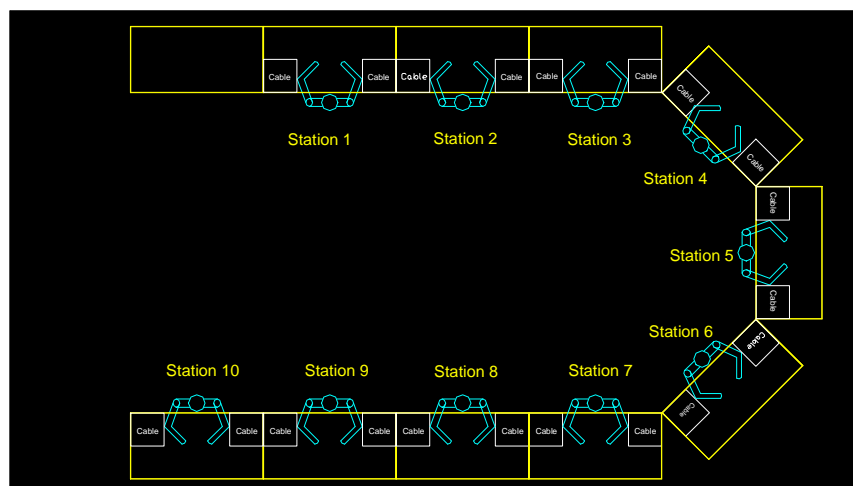 Cable Cable Cable Cable Cable Cable
Station 1 Station 2 Station 3
Cable
Cable
Station 4
Cable
Station 5
Cable
Station 6
Cable
Cable
Station 10 Station 9 Station 8 Station 7
Cable Cable Cable Cable Cable Cable Cable Cable